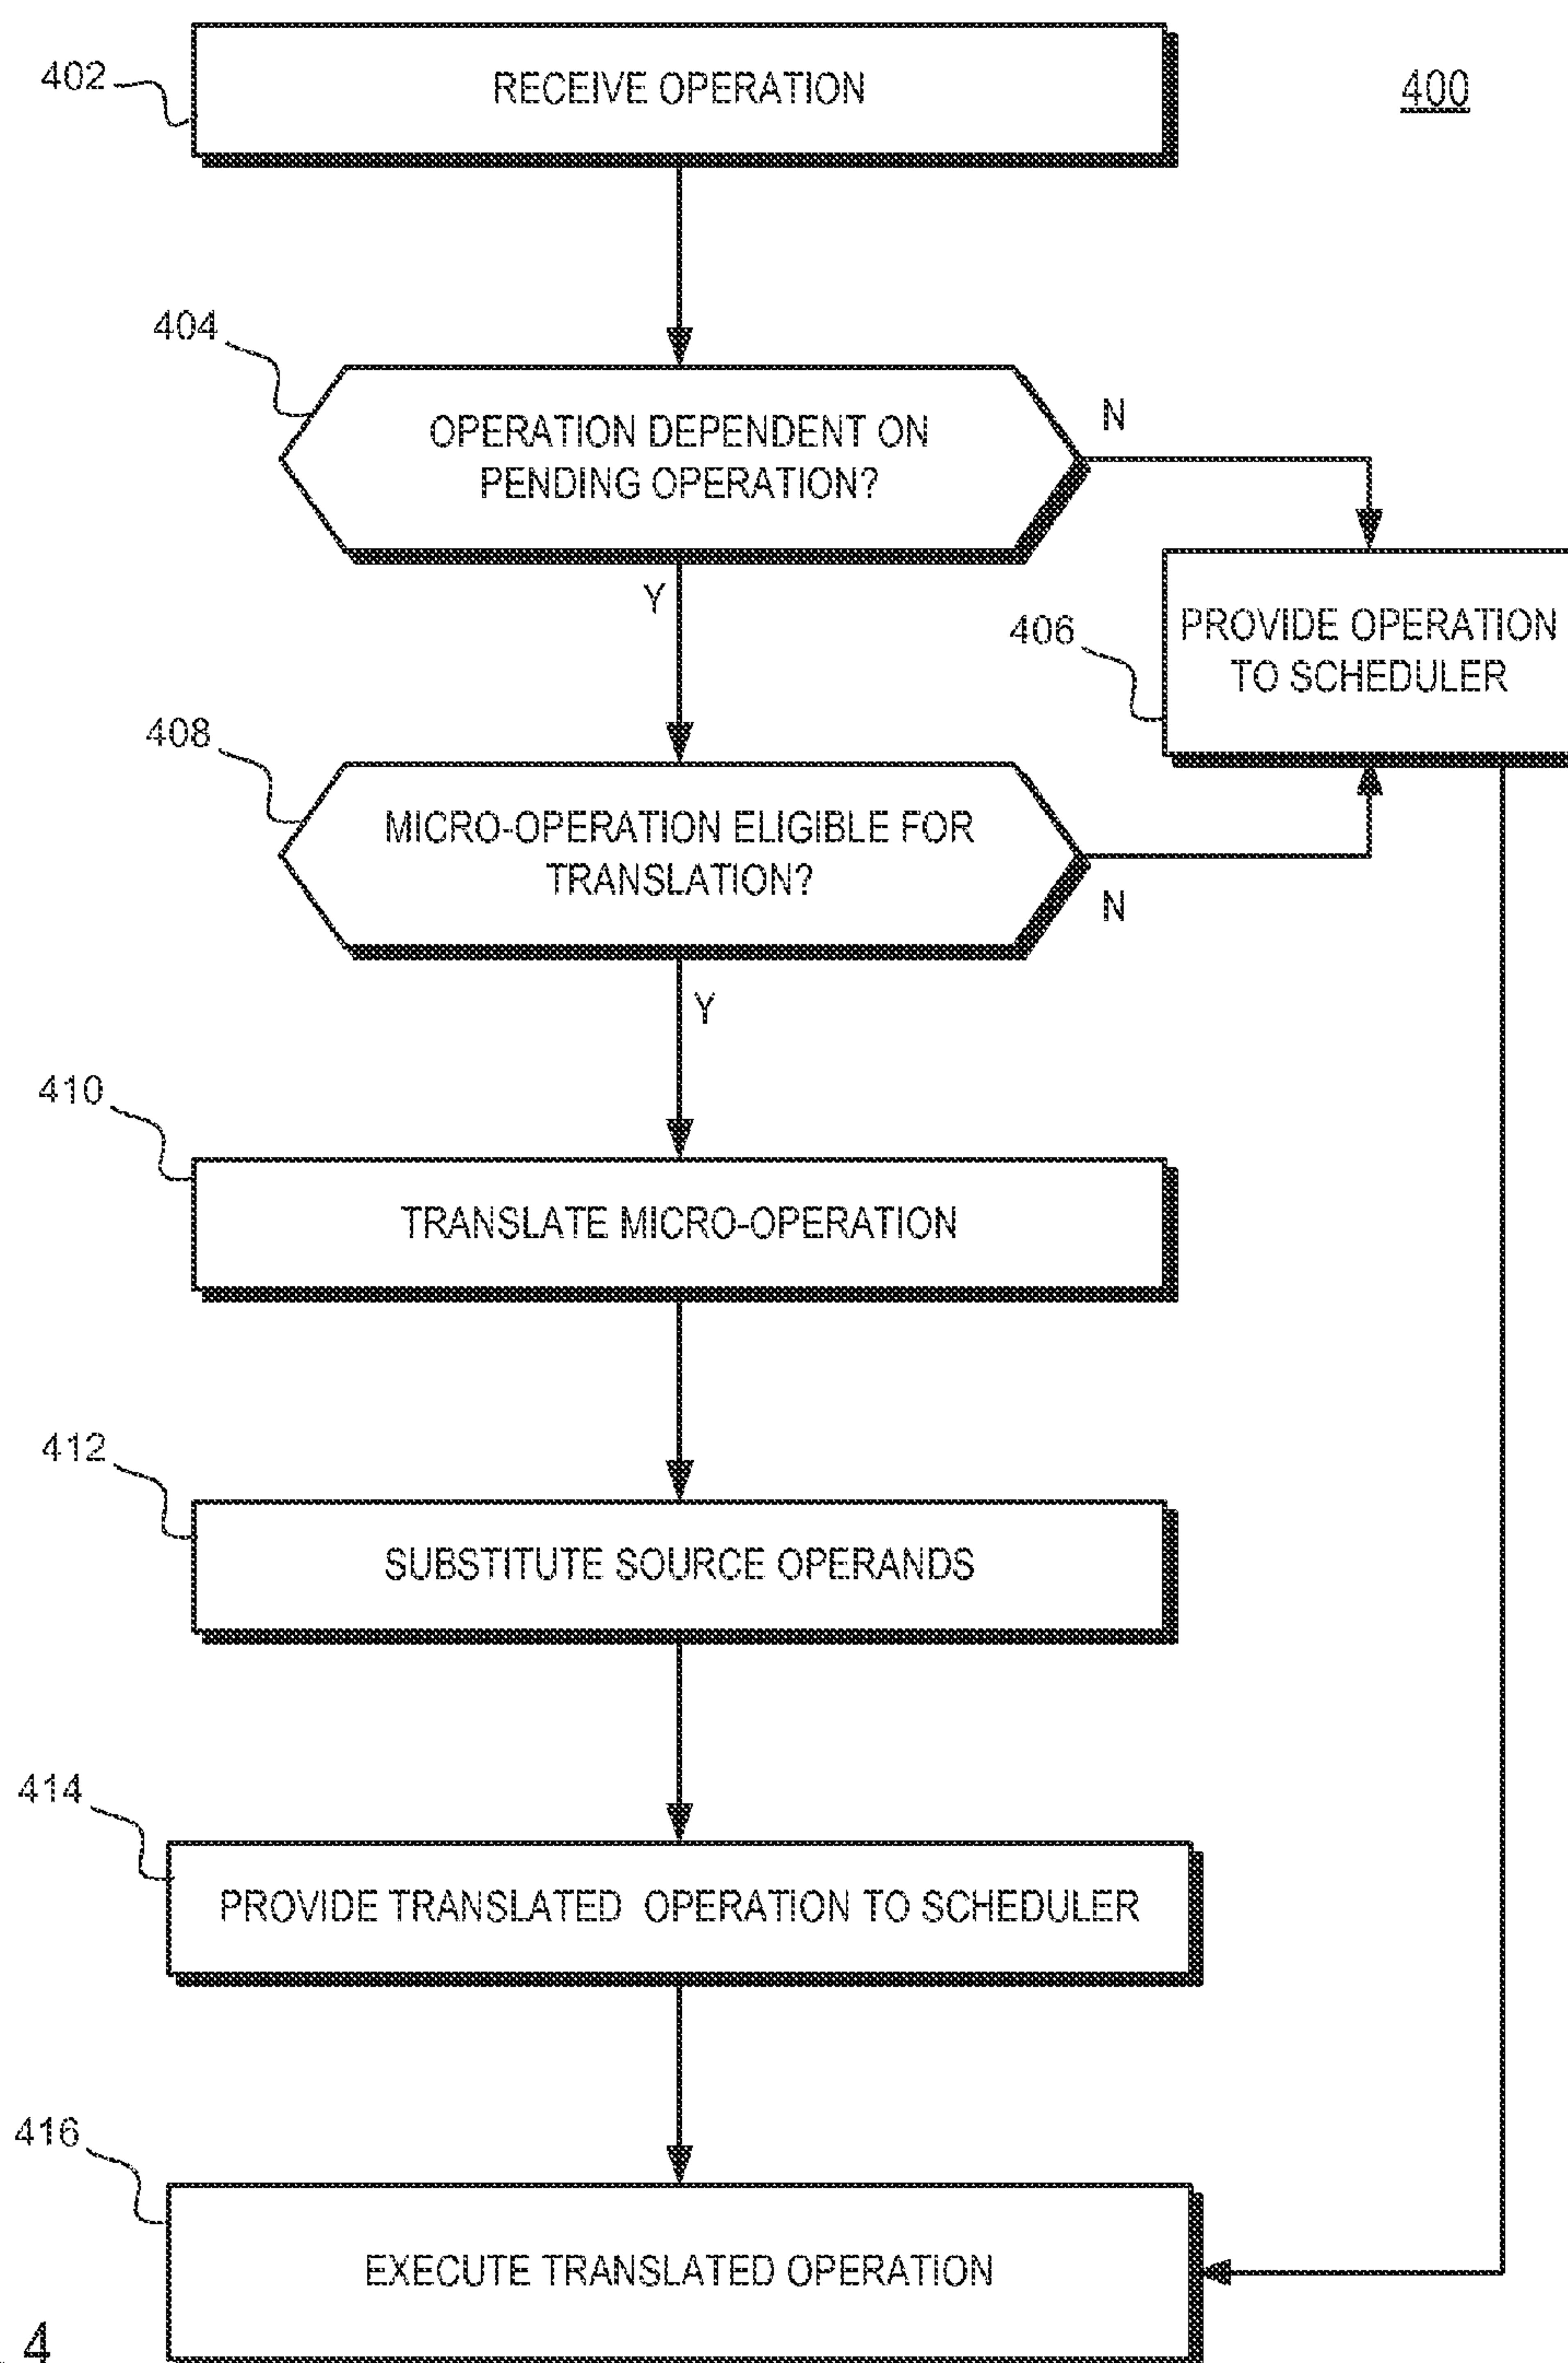 402
RECEIVE OPERATION
400
404
OPERATION DEPENDENT ON
PENDING OPERATION?
N
Y
406
PROVIDE OPERATION
TO SCHEDULER
408
MICRO-OPERATION ELIGIBLE FOR
TRANSLATION?
N
Y
410
TRANSLATE MICRO-OPERATION
412
SUBSTITUTE SOURCE OPERANDS
414
PROVIDE TRANSLATED OPERATION TO SCHEDULER
416
EXECUTE TRANSLATED OPERATION
4